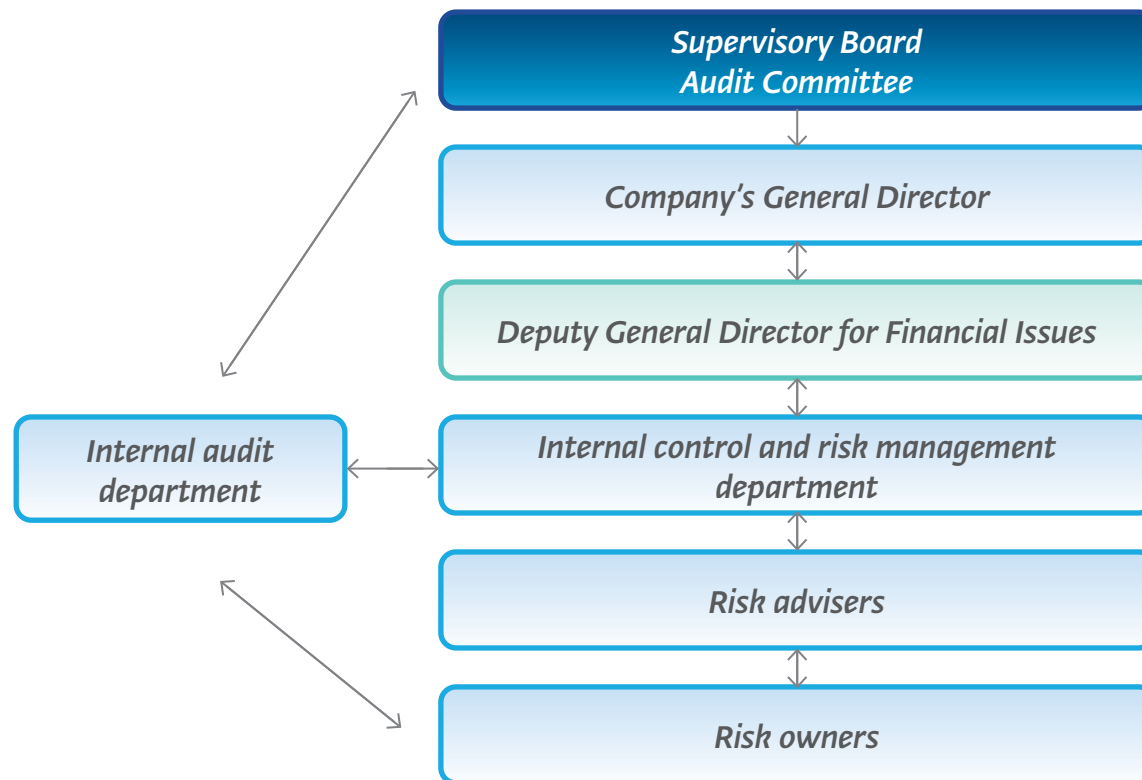 Supervisory Board
Audit Committee
Company's General Director
Deputy General Director for Financial Issues
Internal audit
department
Internal control and risk management
department
Risk advisers
Risk owners